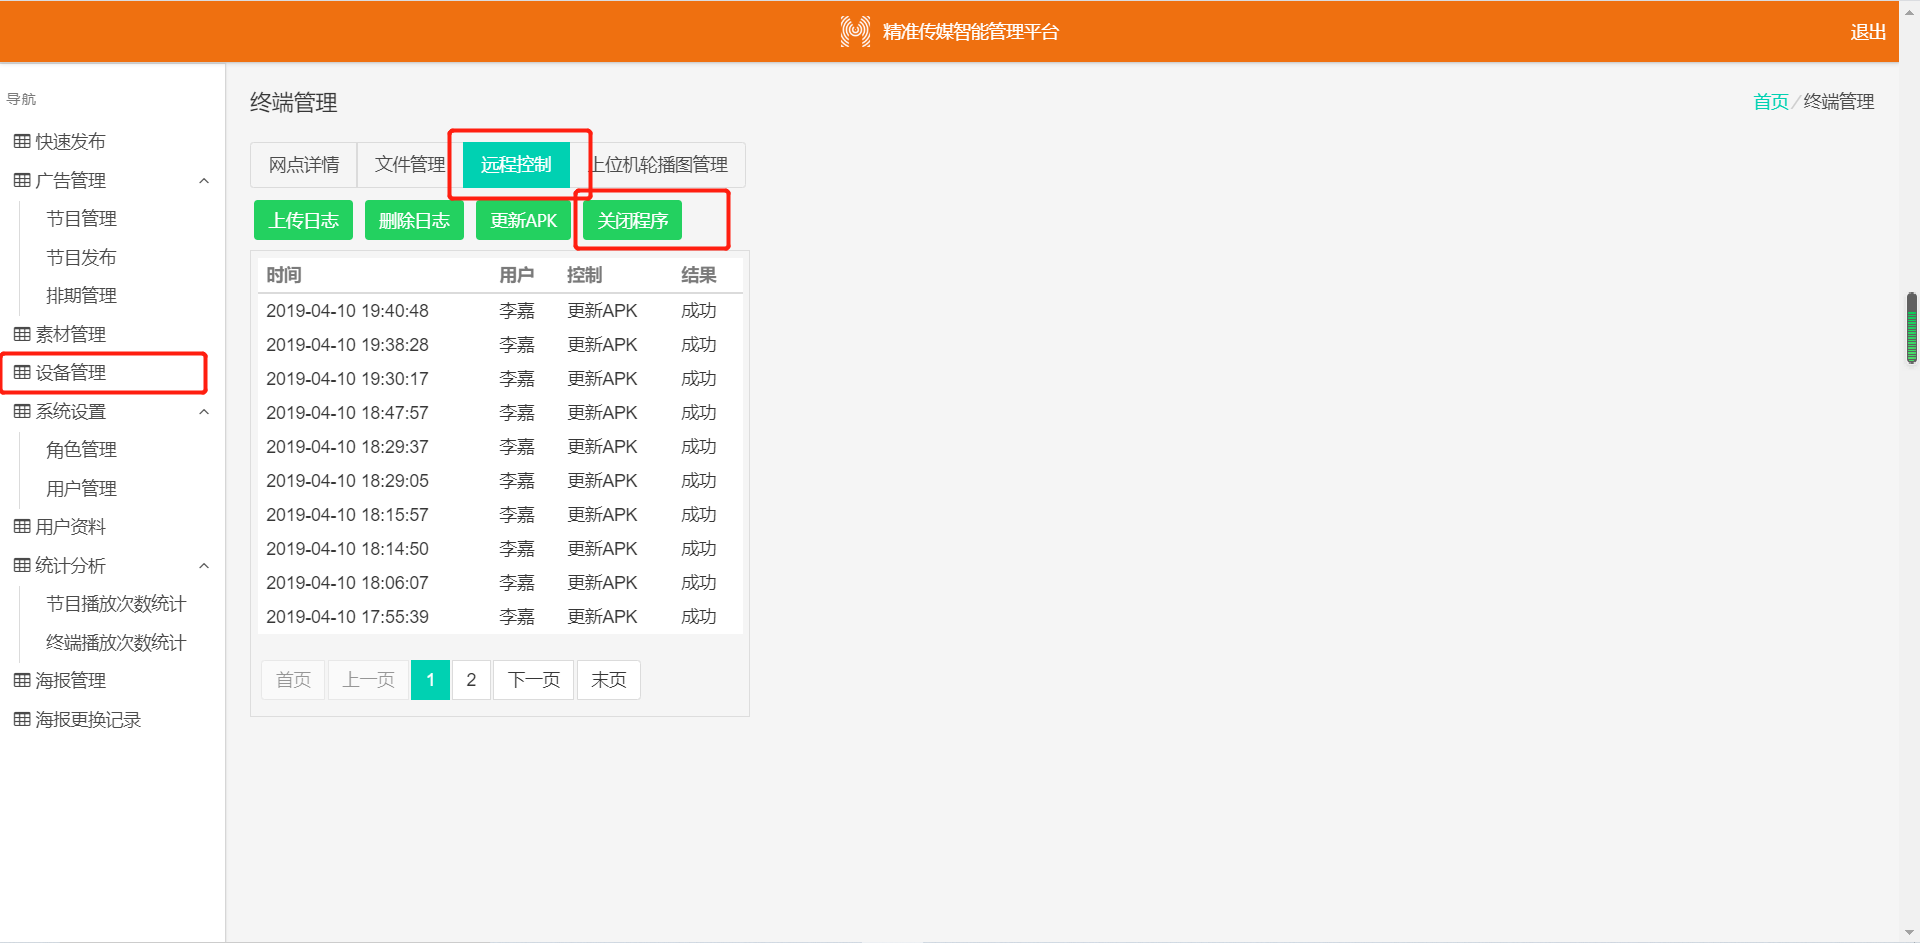 精准传媒智能管理平台
退出
导航
快速发布
广告管理
节目管理
节目发布
排期管理
素材管理
设备管理
系统设置
角色管理
用户管理
用户资料
统计分析
节目播放次数统计
终端播放次数统计
海报管理
海报更换记录
终端管理
首页 / 终端管理
网点详情 文件管理 远程控制 上位机轮播图管理
上传日志 删除日志 更新APK 关闭程序
时间 用户 控制 结果
2019-04-10 19:40:48 李嘉 更新APK 成功
2019-04-10 19:38:28 李嘉 更新APK 成功
2019-04-10 19:30:17 李嘉 更新APK 成功
2019-04-10 18:47:57 李嘉 更新APK 成功
2019-04-10 18:29:37 李嘉 更新APK 成功
2019-04-10 18:29:05 李嘉 更新APK 成功
2019-04-10 18:15:57 李嘉 更新APK 成功
2019-04-10 18:14:50 李嘉 更新APK 成功
2019-04-10 18:06:07 李嘉 更新APK 成功
2019-04-10 17:55:39 李嘉 更新APK 成功
首页 上一页 1 2 下一页 末页